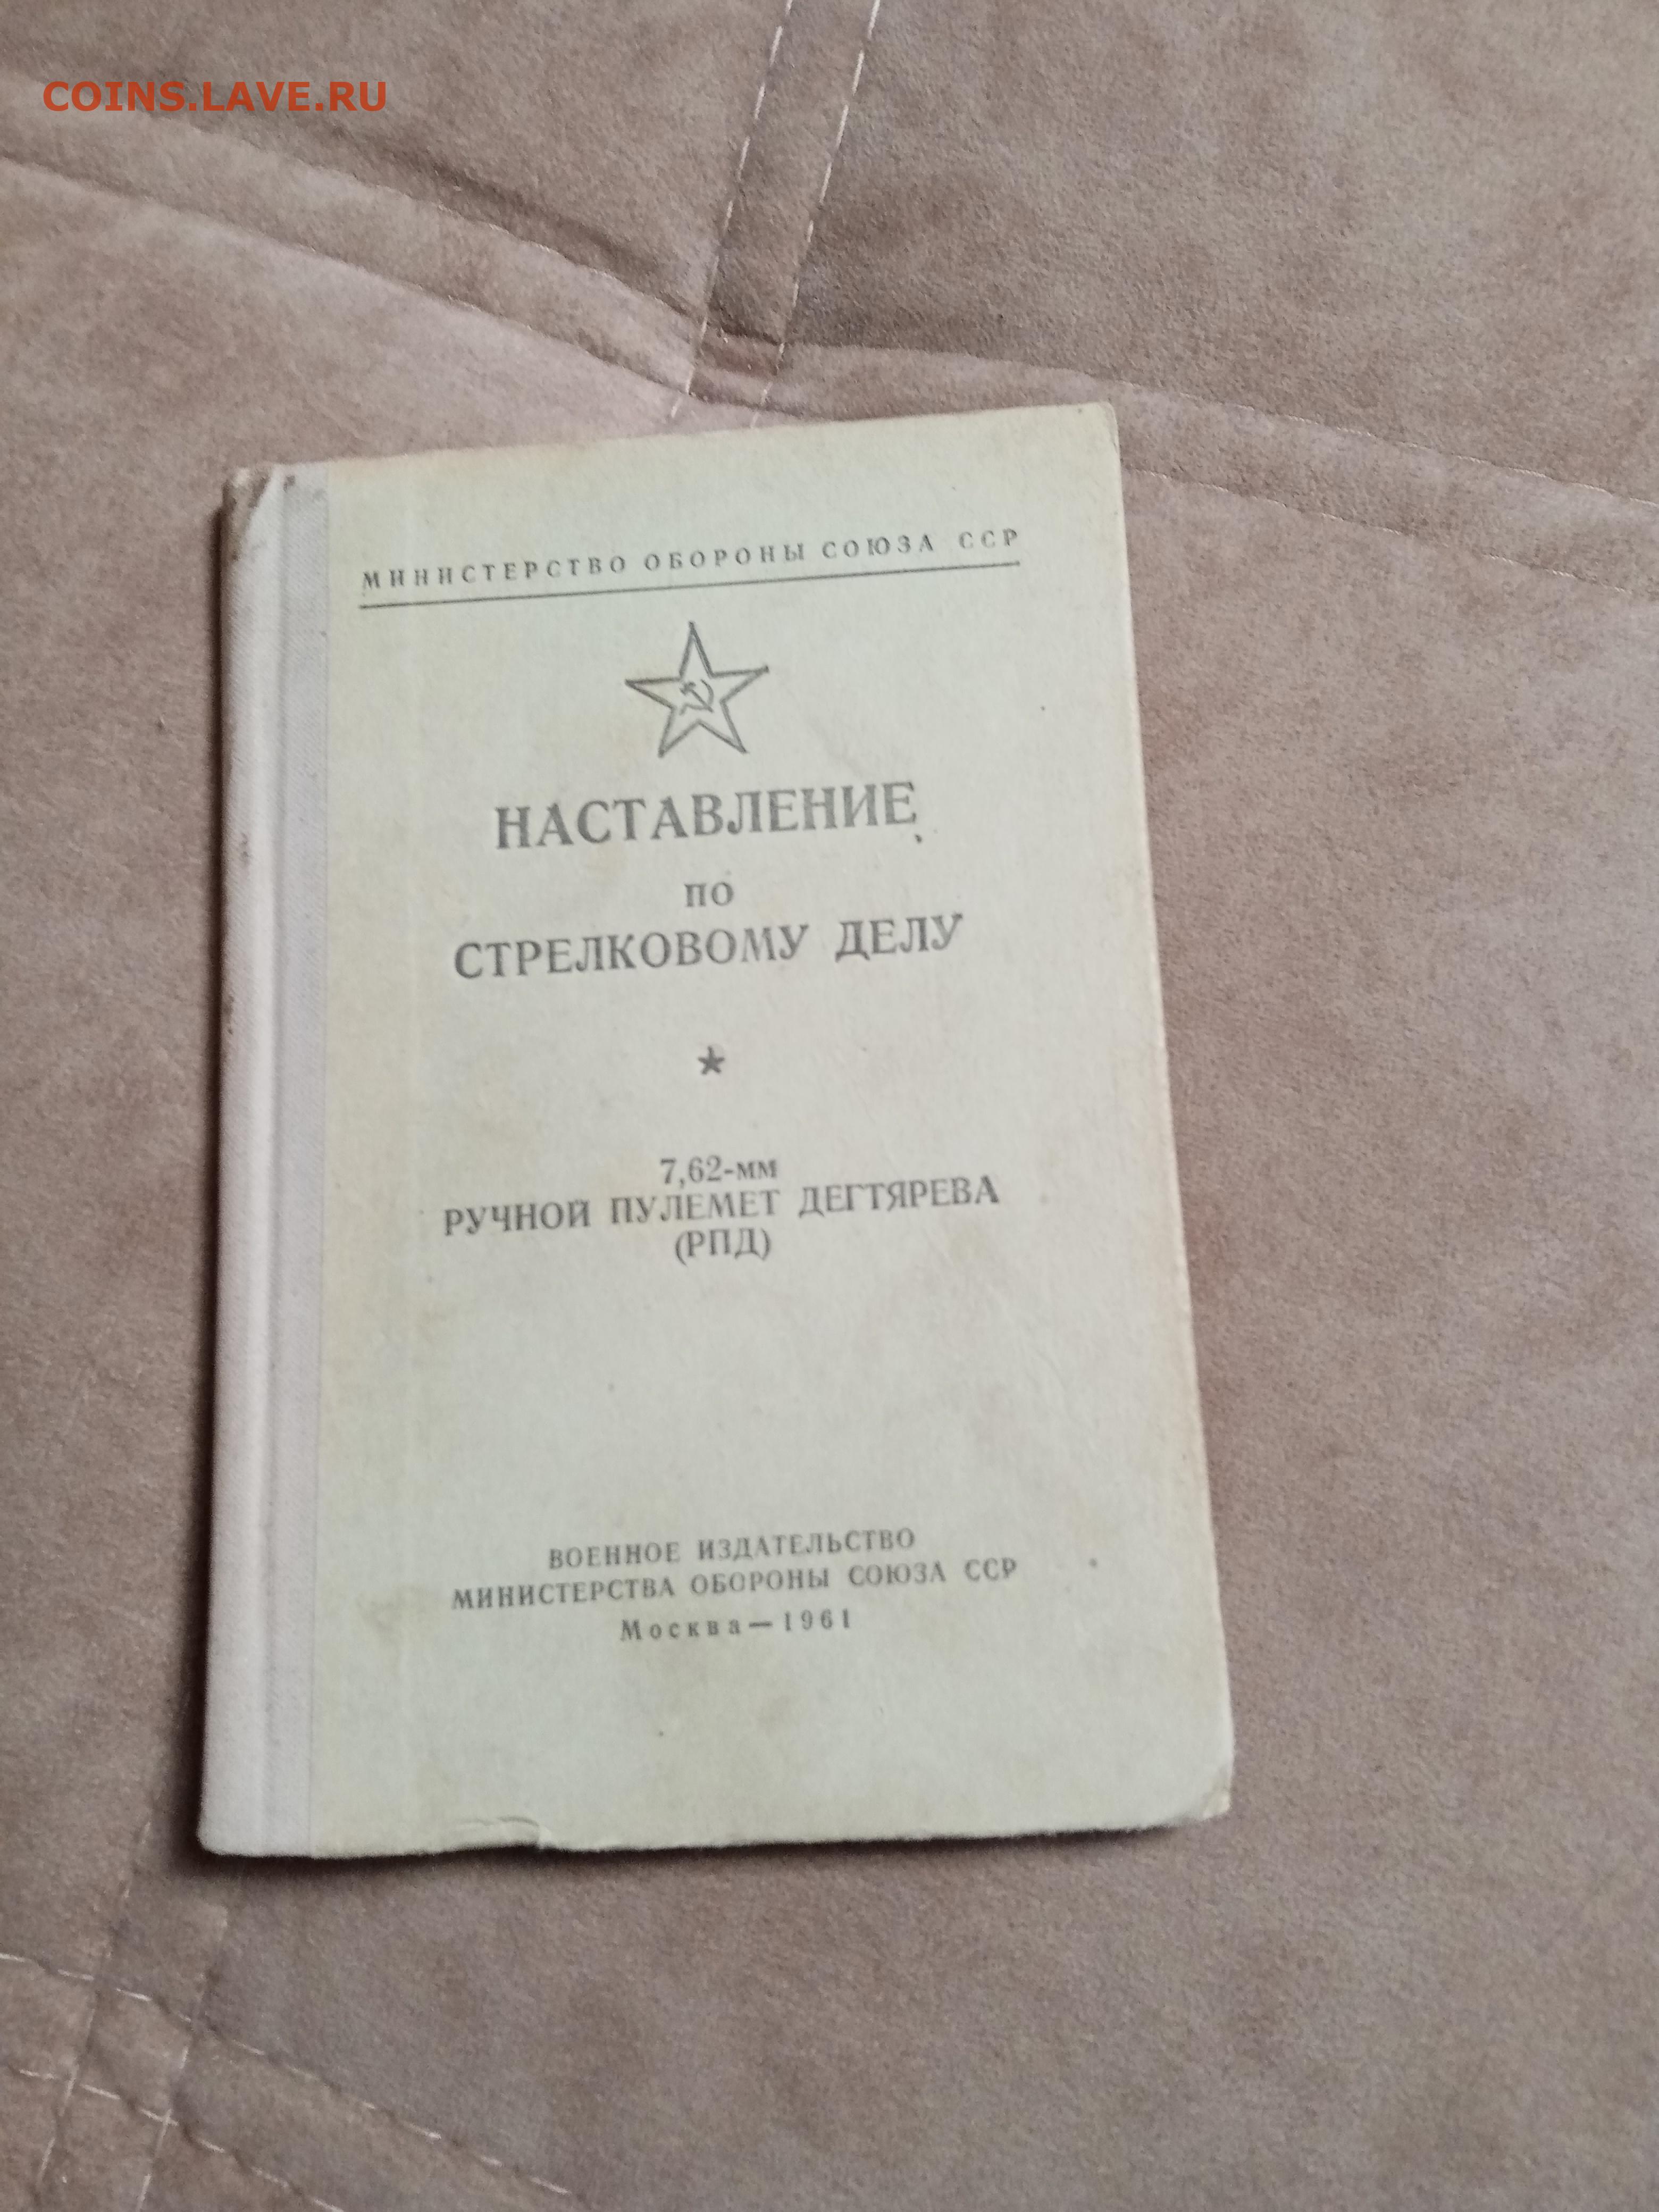 COINS.LAVE.RU
МИНИСТЕРСТВО ОБОРОНЫ СОЮЗА ССР
НАСТАВЛЕНИЕ
ПО
СТРЕЛКОВОМУ ДЕЛУ
★
7,62-мм
РУЧНОЙ ПУЛЕМЕТ ДЕГТЯРЕВА
(РПД)
ВОЕННОЕ ИЗДАТЕЛЬСТВО
МИНИСТЕРСТВА ОБОРОНЫ СОЮЗА ССР
Москва—1961